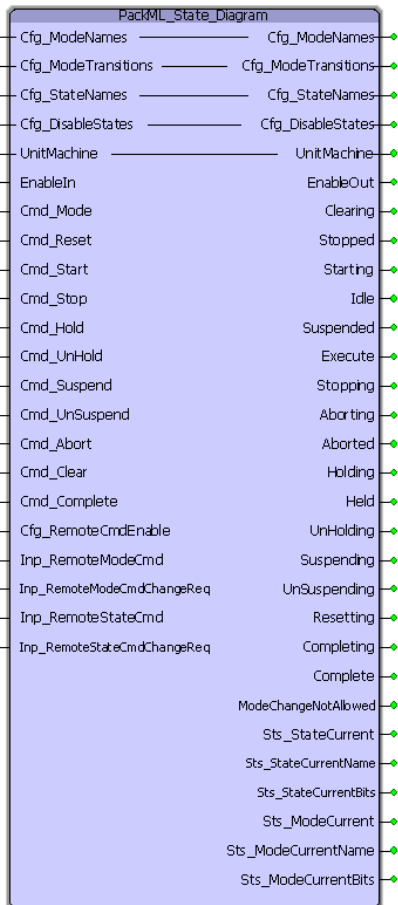 PackML_State_Diagram
Cfg_ModeNames Cfg_ModeNames
Cfg_ModeTransitions Cfg_ModeTransitions
Cfg_StateNames Cfg_StateNames
Cfg_DisableStates Cfg_DisableStates
UnitMachine UnitMachine
EnableIn EnableOut
Cmd_Mode Clearing
Cmd_Reset Stopped
Cmd_Start Starting
Cmd_Stop Idle
Cmd_Hold Suspended
Cmd_UnHold Execute
Cmd_Suspend Stopping
Cmd_UnSuspend Aborting
Cmd_Abort Aborted
Cmd_Clear Holding
Cmd_Complete Held
Cfg_RemoteCmdEnable UnHolding
Inp_RemoteModeCmd Suspending
Inp_RemoteModeCmdChangeReq UnSuspending
Inp_RemoteStateCmd Resetting
Inp_RemoteStateCmdChangeReq Completing
Complete
ModeChangeNotAllowed
Sts_StateCurrent
Sts_StateCurrentName
Sts_StateCurrentBits
Sts_ModeCurrent
Sts_ModeCurrentName
Sts_ModeCurrentBits